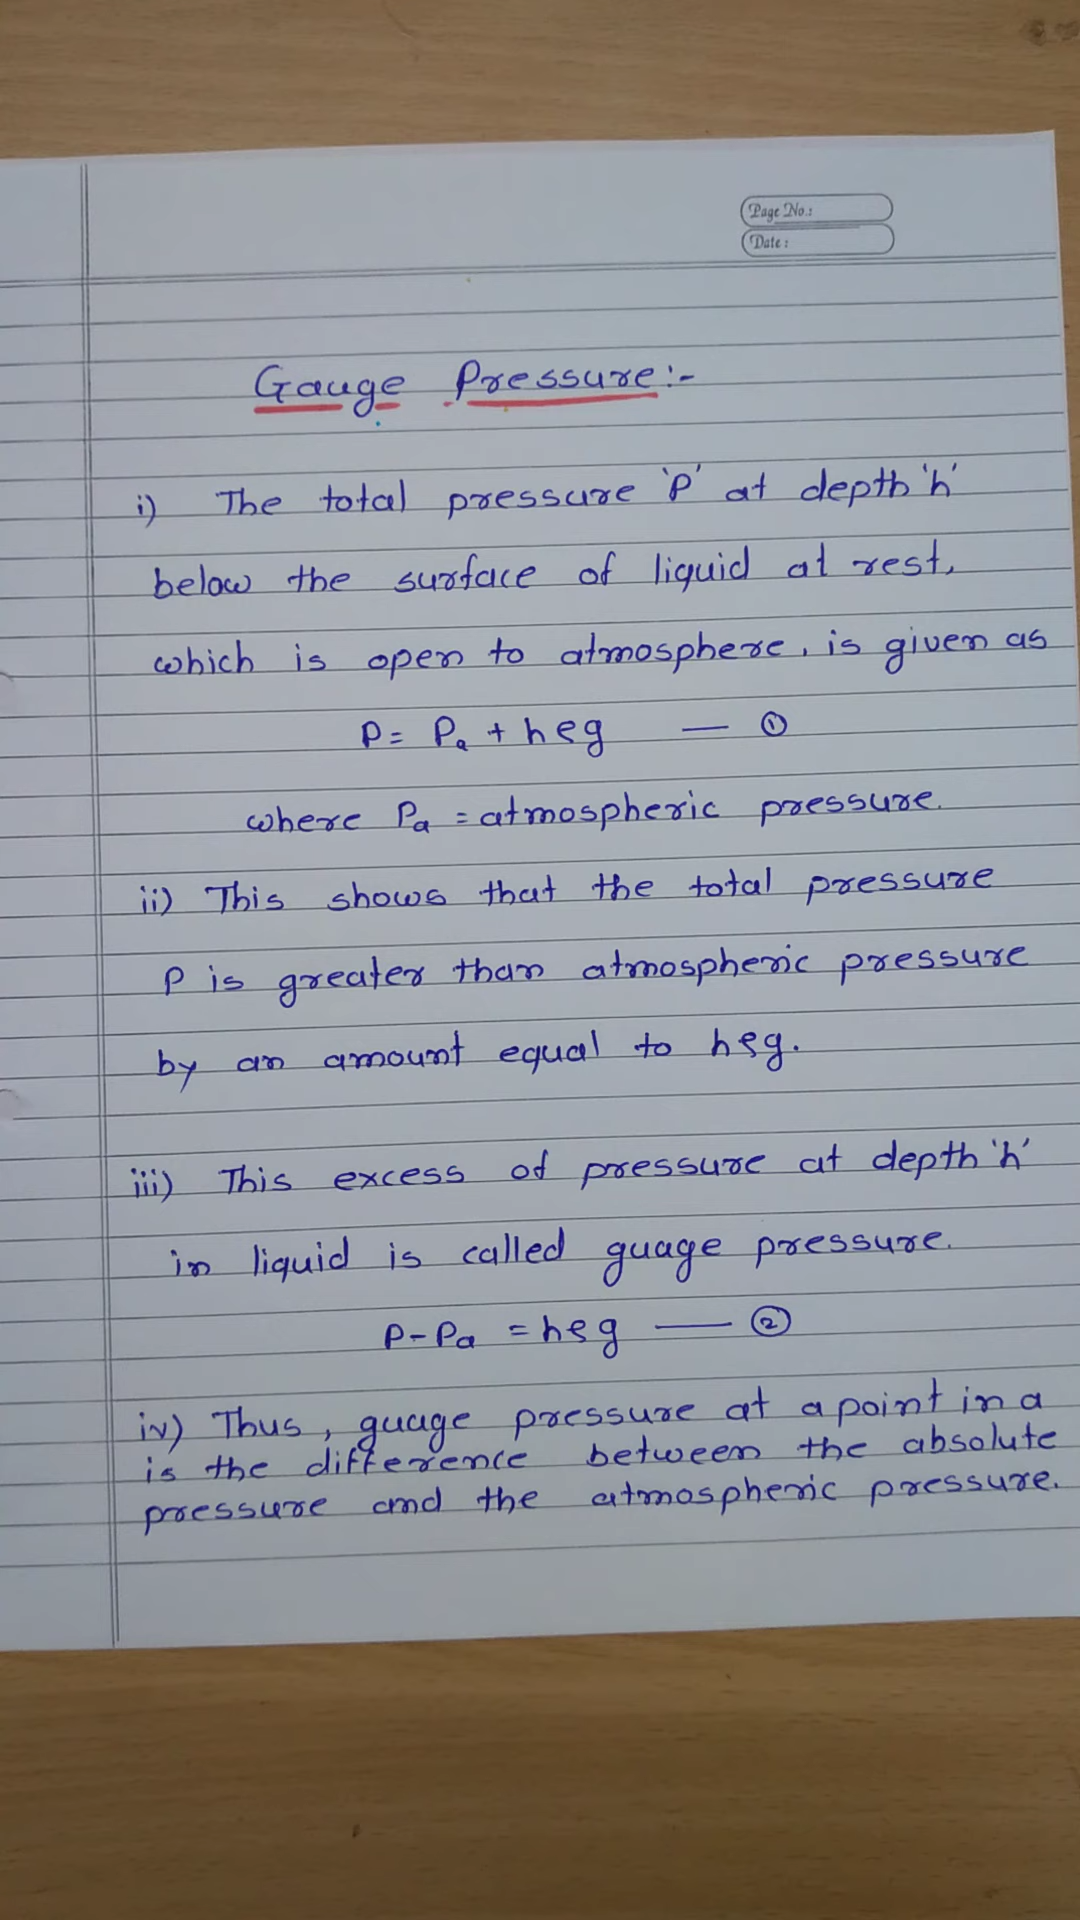 Page No.:
Date:
Gauge Pressure:-
i) The total pressure 'P' at depth 'h'
below the surface of liquid at rest,
which is open to atmosphere, is given as
P = Pa + hρg — ①
where Pa = atmospheric pressure.
ii) This shows that the total pressure
P is greater than atmospheric pressure
by an amount equal to hρg.
iii) This excess of pressure at depth 'h'
in liquid is called guage pressure.
P - Pa = hρg — ②
iv) Thus, guage pressure at a point in a
is the difference between the absolute
pressure and the atmospheric pressure.